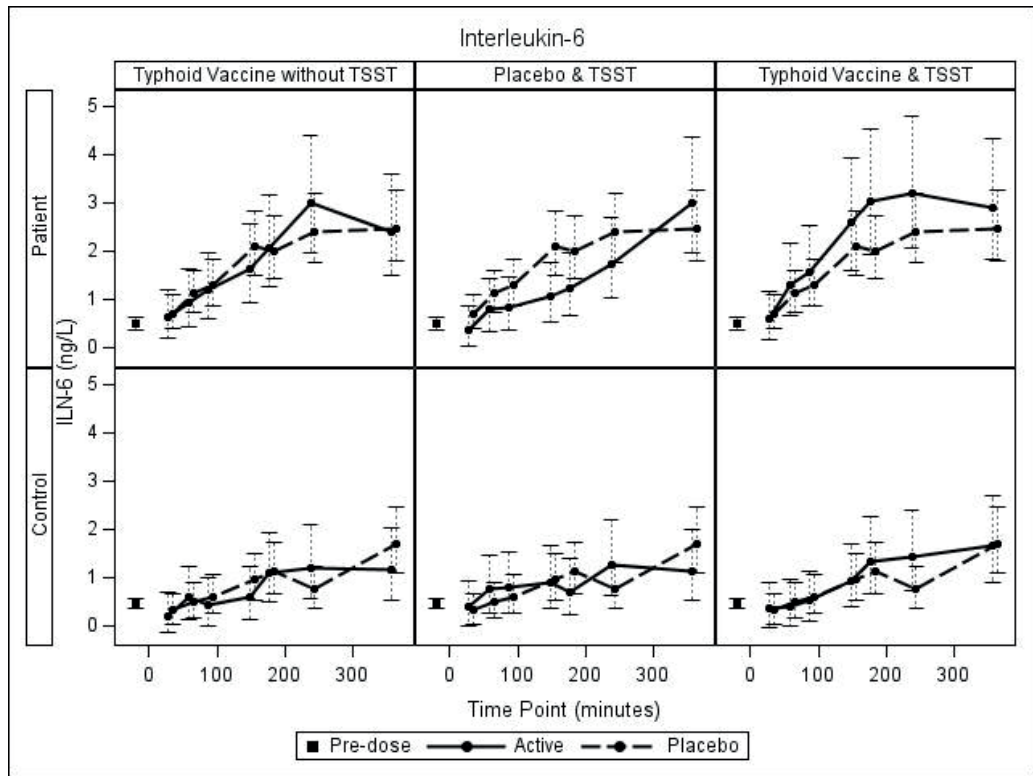 Interleukin-6
Typhoid Vaccine without TSST Placebo & TSST Typhoid Vaccine & TSST
Patient
Control
ILN-6 (ng/L)
5
4
3
2
1
0
5
4
3
2
1
0
0 100 200 300 0 100 200 300 0 100 200 300
Time Point (minutes)
Pre-dose Active Placebo